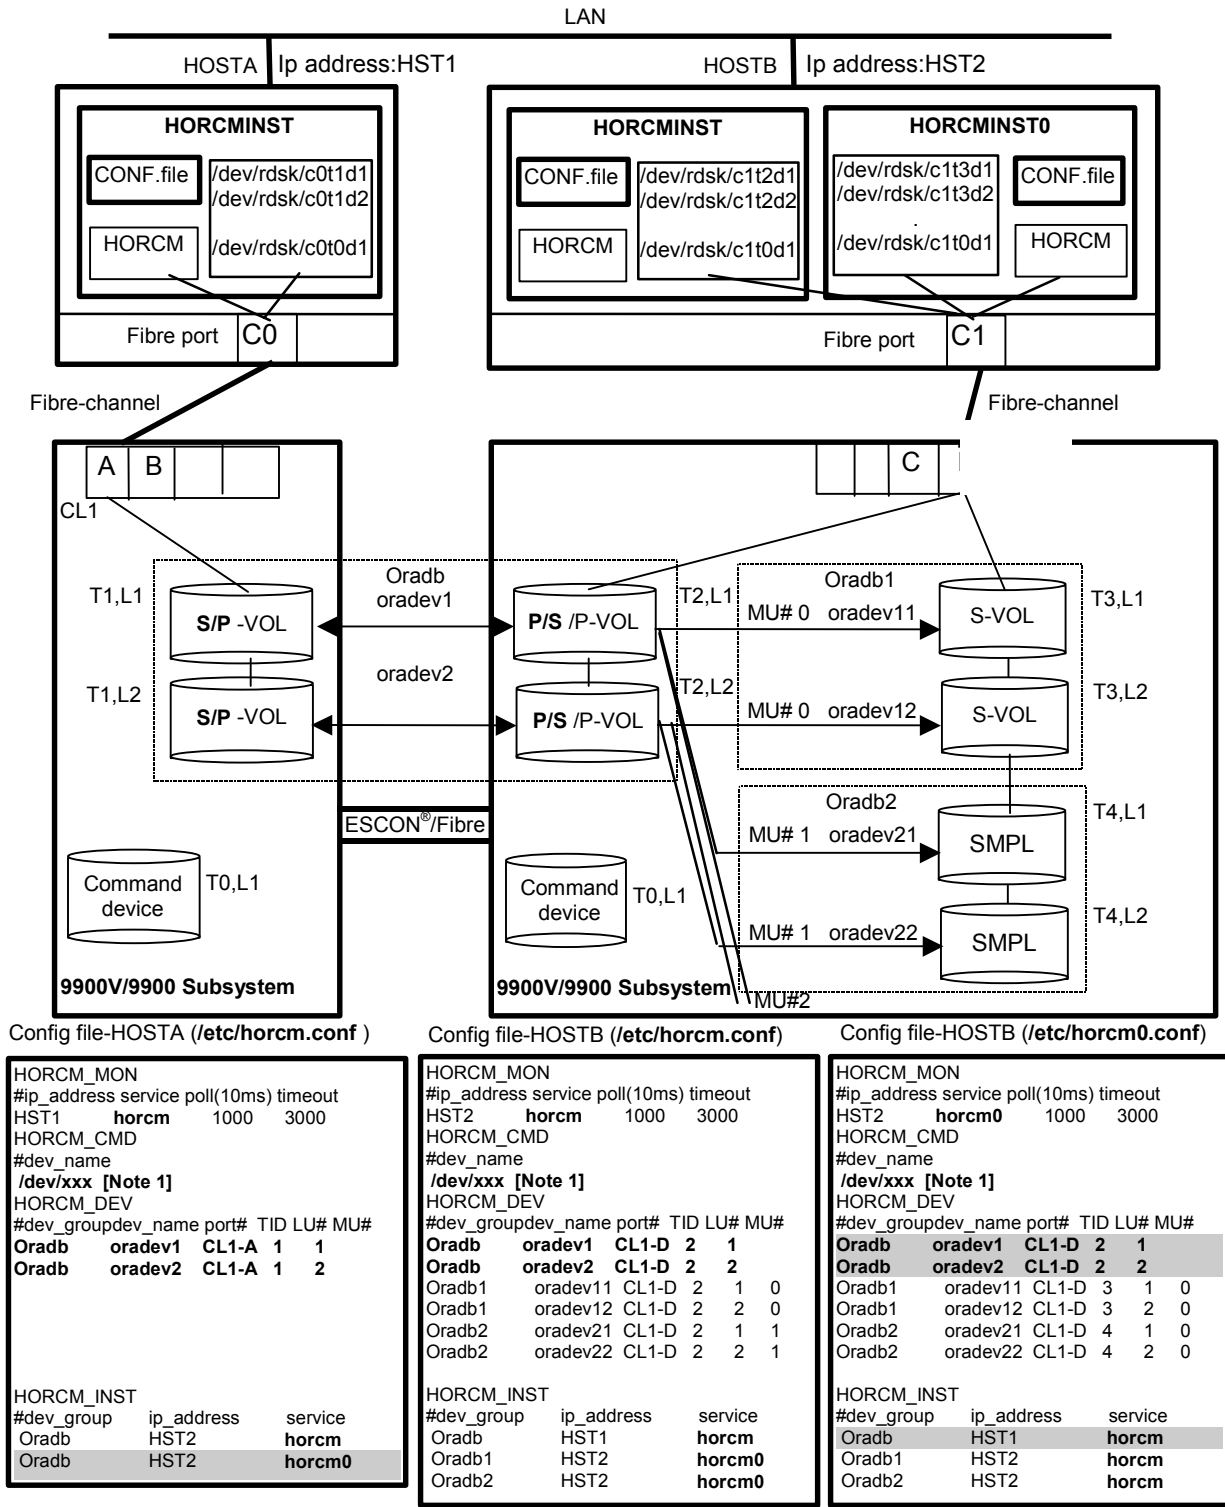 LAN
HOSTA Ip address:HST1
HOSTB Ip address:HST2
HORCMINST
CONF.file
/dev/rdsk/c0t1d1
/dev/rdsk/c0t1d2
HORCM
/dev/rdsk/c0t0d1
Fibre port C0
HORCMINST
CONF.file
/dev/rdsk/c1t2d1
/dev/rdsk/c1t2d2
HORCM
/dev/rdsk/c1t0d1
HORCMINST0
/dev/rdsk/c1t3d1
/dev/rdsk/c1t3d2
.
/dev/rdsk/c1t0d1
CONF.file
HORCM
Fibre port C1
Fibre-channel
Fibre-channel
A B
CL1
C
T1,L1
S/P -VOL
Oradb
oradev1
P/S /P-VOL
T2,L1
Oradb1
MU# 0 oradev11
S-VOL
T3,L1
T1,L2
S/P -VOL
oradev2
P/S /P-VOL
T2,L2
MU# 0 oradev12
S-VOL
T3,L2
ESCON®/Fibre
Oradb2
MU# 1 oradev21
SMPL
T4,L1
MU# 1 oradev22
SMPL
T4,L2
Command
device
T0,L1
Command
device
T0,L1
9900V/9900 Subsystem
9900V/9900 Subsystem
MU#2
Config file-HOSTA (/etc/horcm.conf )
HORCM_MON
#ip_address service poll(10ms) timeout
HST1 horcm 1000 3000
HORCM_CMD
#dev_name
/dev/xxx [Note 1]
HORCM_DEV
#dev_groupdev_name port# TID LU# MU#
Oradb oradev1 CL1-A 1 1
Oradb oradev2 CL1-A 1 2
HORCM_INST
#dev_group ip_address service
Oradb HST2 horcm
Oradb HST2 horcm0
Config file-HOSTB (/etc/horcm.conf)
HORCM_MON
#ip_address service poll(10ms) timeout
HST2 horcm 1000 3000
HORCM_CMD
#dev_name
/dev/xxx [Note 1]
HORCM_DEV
#dev_groupdev_name port# TID LU# MU#
Oradb oradev1 CL1-D 2 1
Oradb oradev2 CL1-D 2 2
Oradb1 oradev11 CL1-D 2 1 0
Oradb1 oradev12 CL1-D 2 2 0
Oradb2 oradev21 CL1-D 2 1 1
Oradb2 oradev22 CL1-D 2 2 1
HORCM_INST
#dev_group ip_address service
Oradb HST1 horcm
Oradb1 HST2 horcm0
Oradb2 HST2 horcm0
Config file-HOSTB (/etc/horcm0.conf)
HORCM_MON
#ip_address service poll(10ms) timeout
HST2 horcm0 1000 3000
HORCM_CMD
#dev_name
/dev/xxx [Note 1]
HORCM_DEV
#dev_groupdev_name port# TID LU# MU#
Oradb oradev1 CL1-D 2 1
Oradb oradev2 CL1-D 2 2
Oradb1 oradev11 CL1-D 3 1 0
Oradb1 oradev12 CL1-D 3 2 0
Oradb2 oradev21 CL1-D 4 1 0
Oradb2 oradev22 CL1-D 4 2 0
HORCM_INST
#dev_group ip_address service
Oradb HST1 horcm
Oradb1 HST2 horcm
Oradb2 HST2 horcm